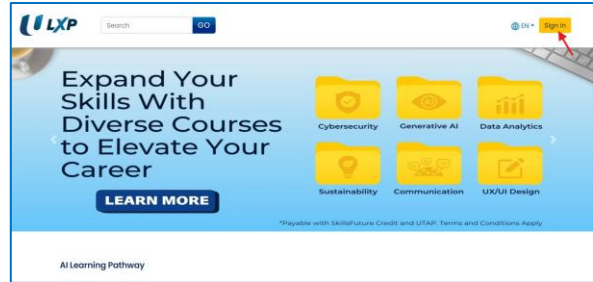 LXP
Search
GO
EN
Sign In
Expand Your
Skills With
Diverse Courses
to Elevate Your
Career
LEARN MORE
Cybersecurity
Generative AI
Data Analytics
Sustainability
Communication
UX/UI Design
*Payable with SkillsFuture Credit and UTAP. Terms and Conditions Apply
AI Learning Pathway